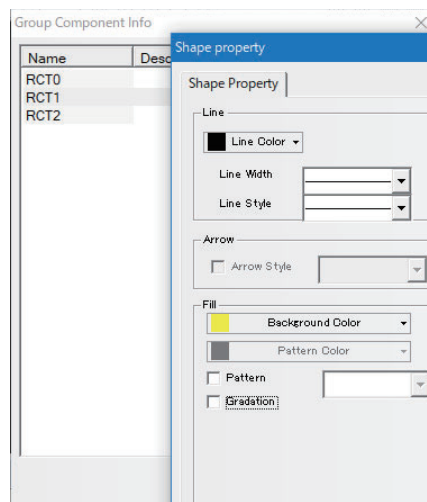 Group Component Info
Shape property
Name Desc
RCT0
RCT1
RCT2
Shape Property
Line
Line Color
Line Width
Line Style
Arrow
Arrow Style
Fill
Background Color
Pattern Color
Pattern
Gradation